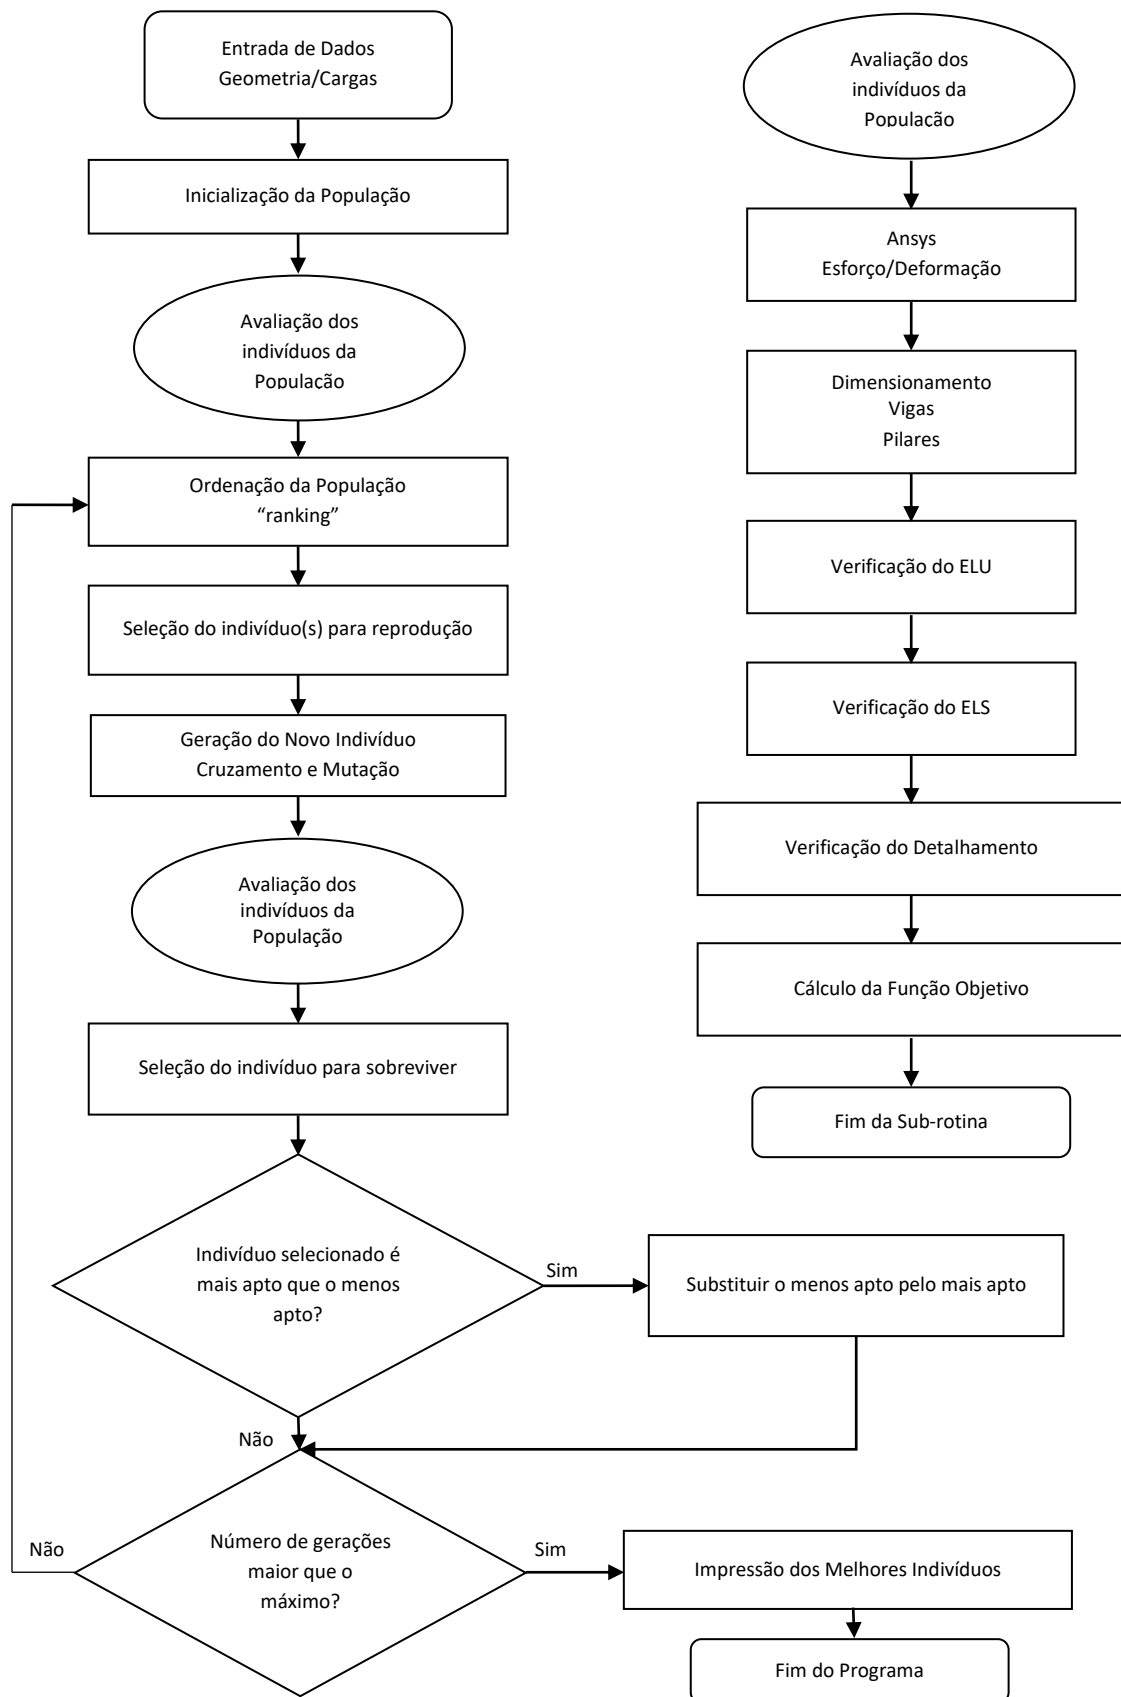 Entrada de Dados
Geometria/Cargas
Inicialização da População
Avaliação dos
indivíduos da
População
Ordenação da População
“ranking”
Seleção do indivíduo(s) para reprodução
Geração do Novo Indivíduo
Cruzamento e Mutação
Avaliação dos
indivíduos da
População
Seleção do indivíduo para sobreviver
Indivíduo selecionado é
mais apto que o menos
apto?
Sim
Substituir o menos apto pelo mais apto
Não
Número de gerações
maior que o
máximo?
Não
Sim
Impressão dos Melhores Indivíduos
Fim do Programa
Avaliação dos
indivíduos da
População
Ansys
Esforço/Deformação
Dimensionamento
Vigas
Pilares
Verificação do ELU
Verificação do ELS
Verificação do Detalhamento
Cálculo da Função Objetivo
Fim da Sub-rotina